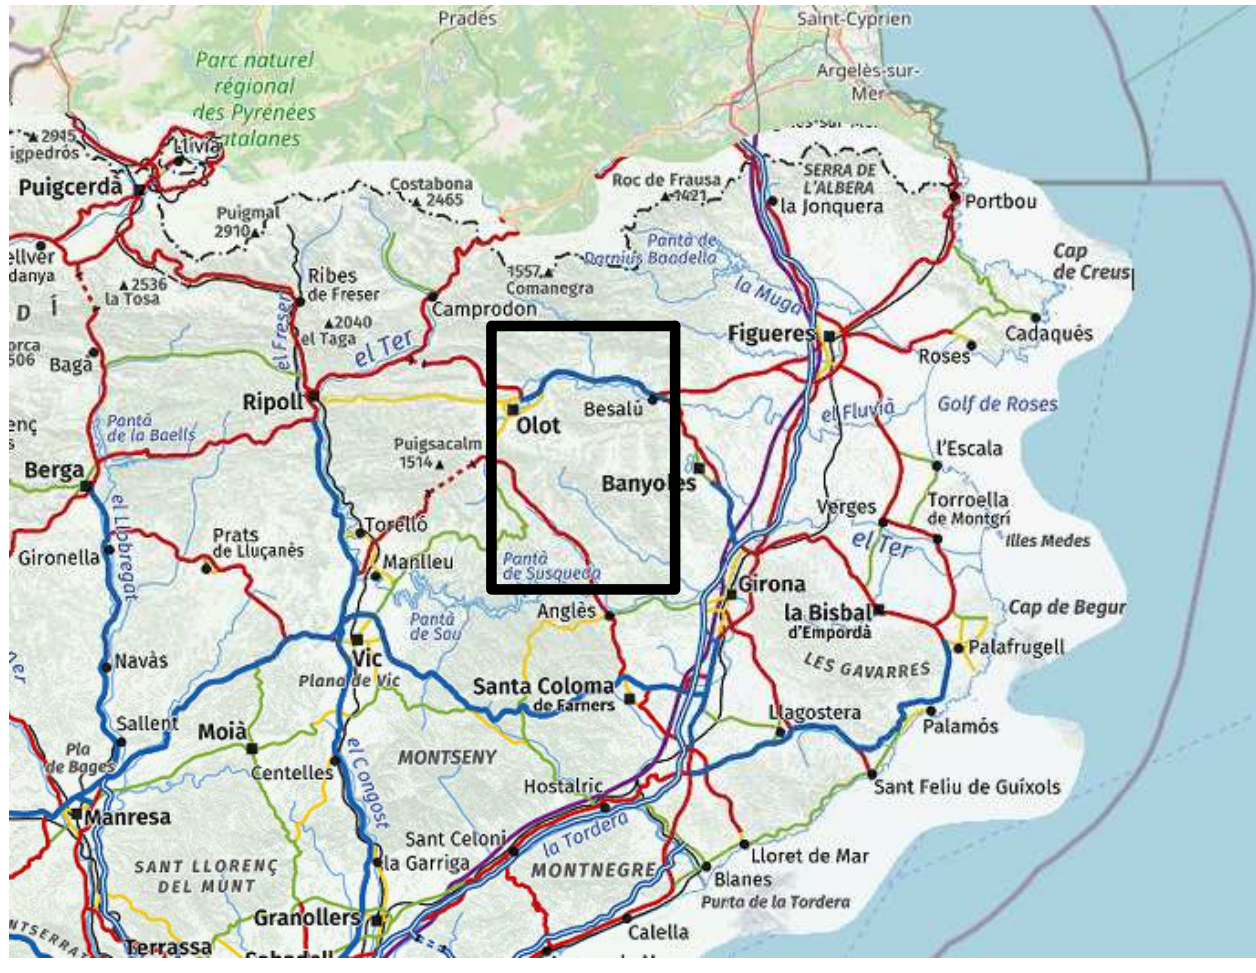 Prades
Saint-Cyprien
Parc naturel
régional
des Pyrénées
catalanes
Argelès-sur-
Mer
2945
Llívia
Puigcerdà
Costabona
2465
Roc de Frausa
1421
SERRA DE
L'ALBERA
la Jonquera
Portbou
Puigmal
2910
Pantà de
Darnius Boadella
Cap
de Creus
2536
la Tosa
Ribes
de Freser
1557
Comanegra
la Muga
D Í
el Freser
2040
el Taga
Camprodon
el Ter
Figueres
Cadaqués
Roses
Bagà
Ripoll
Besalú
el Fluvià
Golf de Roses
Olot
Pantà
de la Baells
Puigsacalm
1514
l'Escala
Berga
Banyoles
el Llobregat
Verges
Torroella
de Montgrí
Torelló
Prats
de Lluçanès
el Ter
Illes Medes
Gironella
Manlleu
Pantà
de Susqueda
Girona
Anglès
la Bisbal
d'Empordà
Cap de Begur
Pantà
de Sau
Palafrugell
Navàs
Vic
Plana de Vic
LES GAVARRES
Santa Coloma
de Farners
Sallent
Moià
Llagostera
Palamós
Pla
de Bages
Centelles
el Congost
MONTSENY
Hostalric
Sant Feliu de Guíxols
Manresa
la Tordera
Sant Celoni
la Garriga
SANT LLORENÇ
DEL MUNT
MONTNEGRE
Lloret de Mar
Blanes
Punta de la Tordera
Granollers
Calella
Terrassa
Sabadell